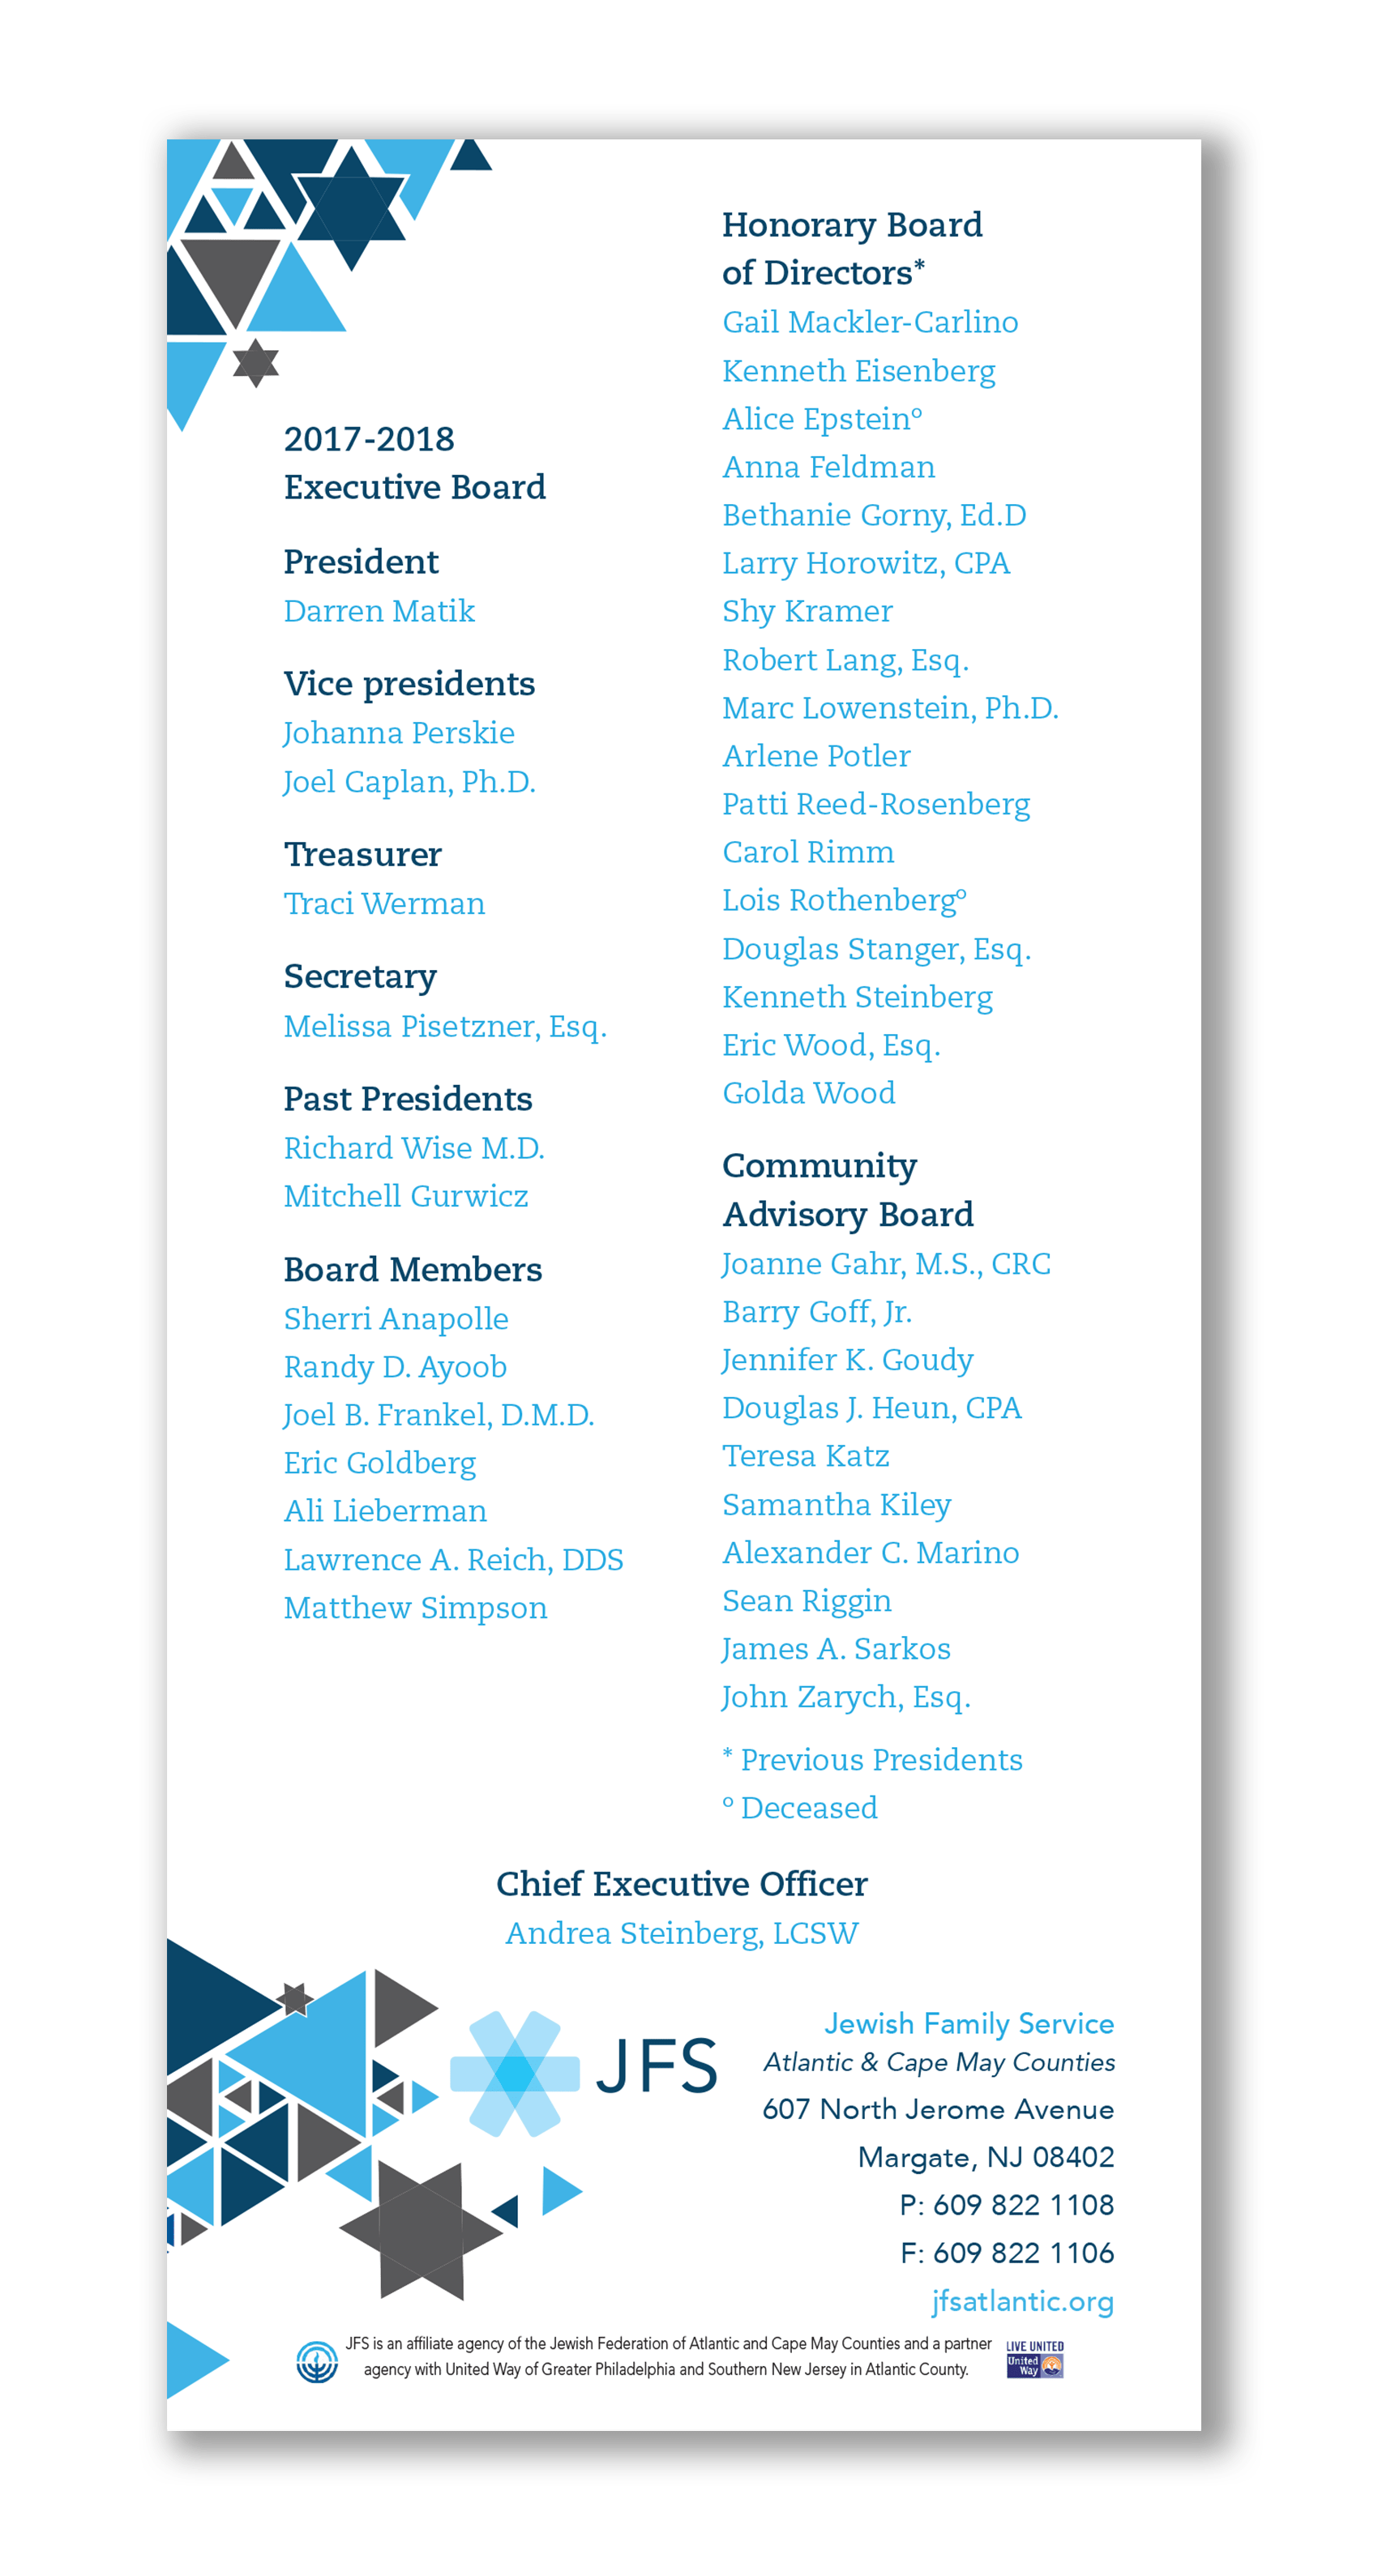 2017-2018
Executive Board
President
Darren Matik
Vice presidents
Johanna Perskie
Joel Caplan, Ph.D.
Treasurer
Traci Werman
Secretary
Melissa Pisetzner, Esq.
Past Presidents
Richard Wise M.D.
Mitchell Gurwicz
Board Members
Sherri Anapolle
Randy D. Ayoob
Joel B. Frankel, D.M.D.
Eric Goldberg
Ali Lieberman
Lawrence A. Reich, DDS
Matthew Simpson
Honorary Board
of Directors*
Gail Mackler-Carlino
Kenneth Eisenberg
Alice Epsteinº
Anna Feldman
Bethanie Gorny, Ed.D
Larry Horowitz, CPA
Shy Kramer
Robert Lang, Esq.
Marc Lowenstein, Ph.D.
Arlene Potler
Patti Reed-Rosenberg
Carol Rimm
Lois Rothenbergº
Douglas Stanger, Esq.
Kenneth Steinberg
Eric Wood, Esq.
Golda Wood
Community
Advisory Board
Joanne Gahr, M.S., CRC
Barry Goff, Jr.
Jennifer K. Goudy
Douglas J. Heun, CPA
Teresa Katz
Samantha Kiley
Alexander C. Marino
Sean Riggin
James A. Sarkos
John Zarych, Esq.
* Previous Presidents
º Deceased
Chief Executive Officer
Andrea Steinberg, LCSW
JFS
Jewish Family Service
Atlantic & Cape May Counties
607 North Jerome Avenue
Margate, NJ 08402
P: 609 822 1108
F: 609 822 1106
jfsatlantic.org
JFS is an affiliate agency of the Jewish Federation of Atlantic and Cape May Counties and a partner
agency with United Way of Greater Philadelphia and Southern New Jersey in Atlantic County.
LIVE UNITED
United
Way